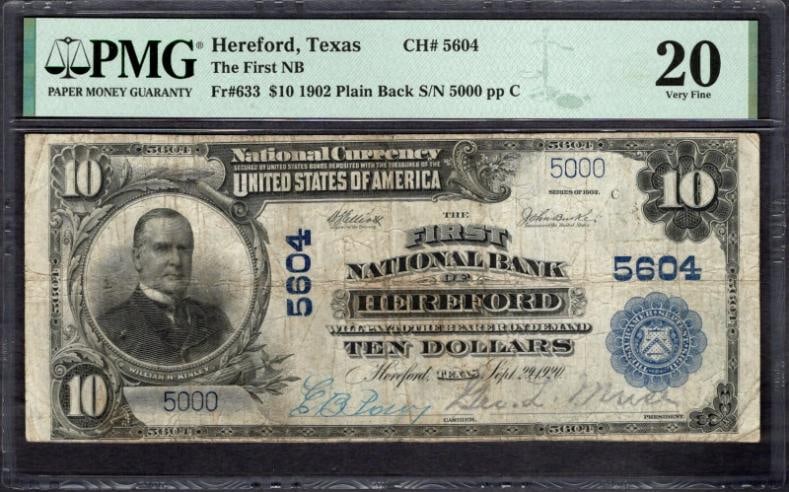 PMG
PAPER MONEY GUARANTY
Hereford, Texas CH# 5604
The First NB
Fr#633 $10 1902 Plain Back S/N 5000 pp C
20
Very Fine
5604
National Currency
SECURED BY UNITED STATES BONDS DEPOSITED WITH THE TREASURER OF THE
UNITED STATES OF AMERICA
10
5000
SERIES OF 1902.
C
10
THE
FIRST
NATIONAL BANK
OF
HEREFORD
WILL PAY TO THE BEARER ON DEMAND
TEN DOLLARS
Hereford, TEXAS, Sept. 29, 1920.
5604
5604
WILLIAM McKINLEY
10
5000
CASHIER.
PRESIDENT.
10
5604
5604